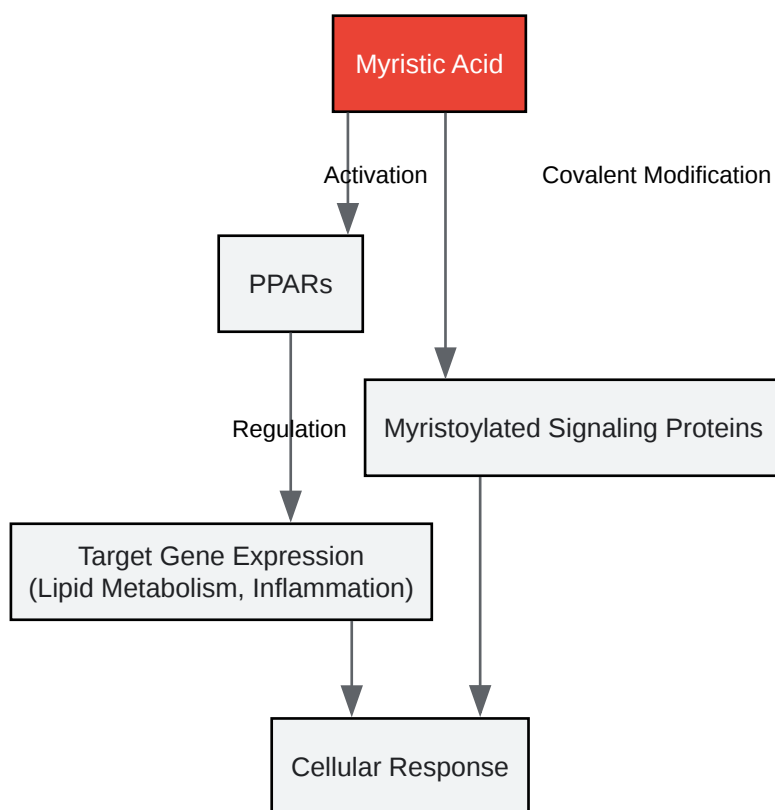 Myristic Acid
Activation
Covalent Modification
PPARs
Regulation
Myristoylated Signaling Proteins
Target Gene Expression
(Lipid Metabolism, Inflammation)
Cellular Response